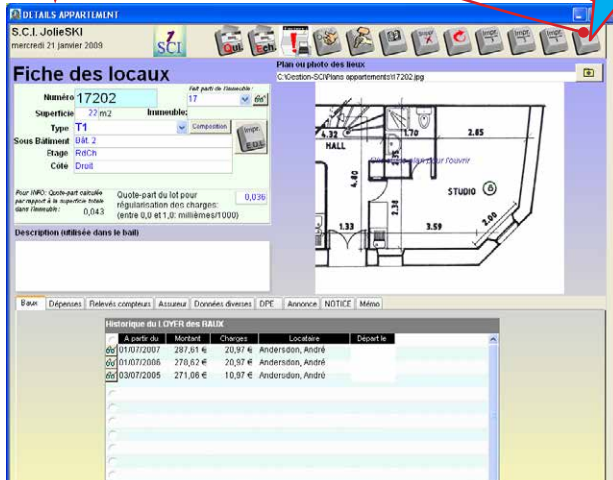 DETAILS APPARTEMENT
S.C.I. JolieSKI
mercredi 21 janvier 2009
SCI
Qui.
Ech.
Impr.
Impr.
Impr.
Fiche des locaux
Plan ou photo des lieux
C:\Gestion-SCI\Plans appartements\17202.jpg
Fait parti de l'immeuble:
Numéro 17202 17
Superficie 22 m2 Immeuble:
Type T1 Composition
Impr. E.D.L.
Sous Bâtiment Bât. 2
Etage RdCh
Côté Droit
Pour INFO: Quote-part calculée
par rapport à la superficie totale
dans l'immeuble: 0,043
Quote-part du lot pour
régularisation des charges: 0,036
(entre 0,0 et 1,0: millièmes/1000)
Description (utilisée dans le bail)
4.32
HALL
1.70
2.85
pour l'ouvrir
4.80
2.35
STUDIO
2.38
1.33
3.59
2.00
Baux Dépenses Relevés compteurs Assureur Données diverses DPE Annonce NOTICE Mémo
Historique du LOYER des BAUX
A partir du Montant Charges Locataire Départ le
01/07/2007 287,61 € 20,97 € Andersdon, André
01/07/2006 278,62 € 20,97 € Andersdon, André
03/07/2005 271,06 € 10,97 € Andersdon, André